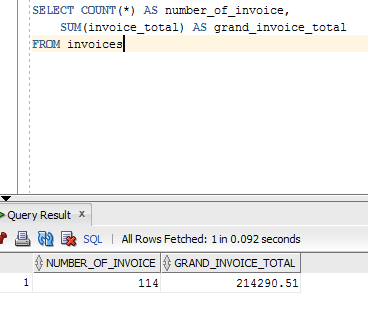 SELECT COUNT(*) AS number_of_invoice,
SUM(invoice_total) AS grand_invoice_total
FROM invoices
Query Result x
SQL | All Rows Fetched: 1 in 0.092 seconds
NUMBER_OF_INVOICE GRAND_INVOICE_TOTAL
1 114 214290.51